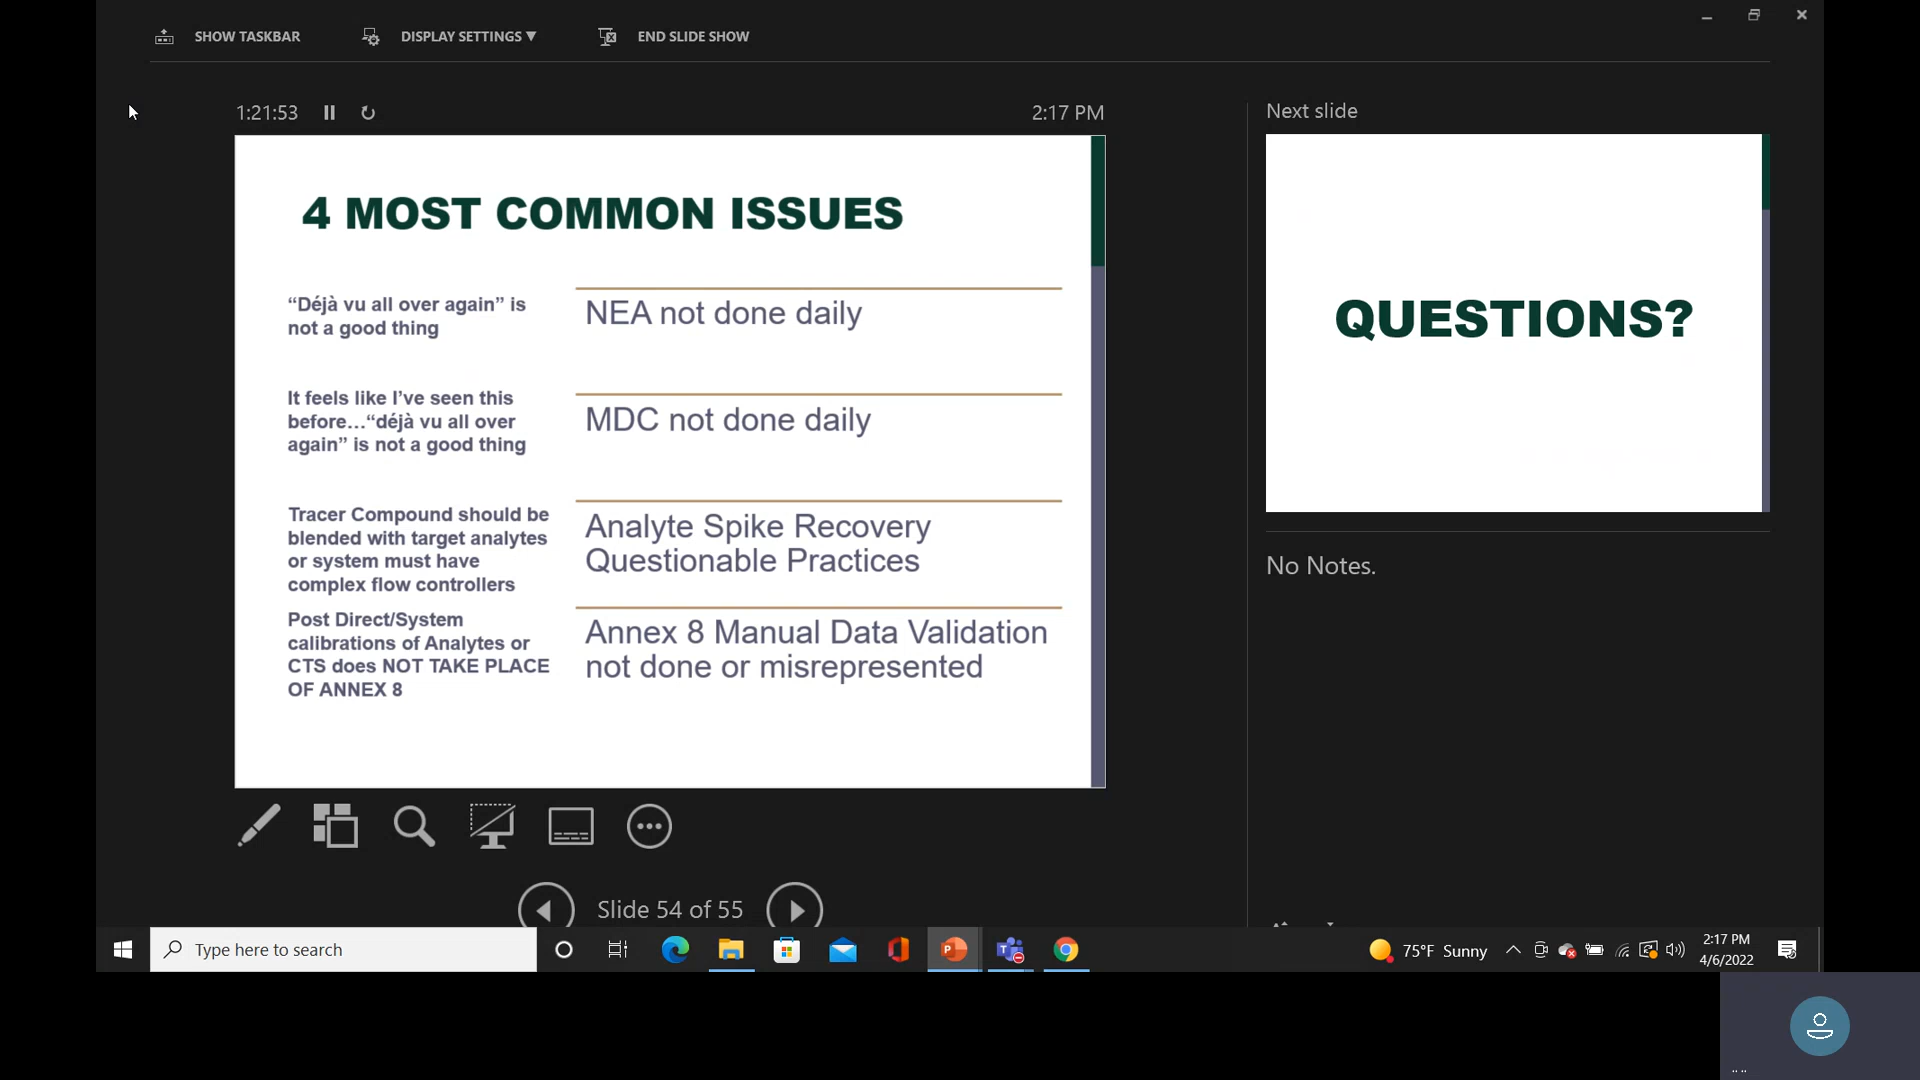 SHOW TASKBAR
DISPLAY SETTINGS ▼
END SLIDE SHOW
1:21:53
2:17 PM
4 MOST COMMON ISSUES
“Déjà vu all over again” is
not a good thing
NEA not done daily
It feels like I’ve seen this
before…“déjà vu all over
again” is not a good thing
MDC not done daily
Tracer Compound should be
blended with target analytes
or system must have
complex flow controllers
Analyte Spike Recovery
Questionable Practices
Post Direct/System
calibrations of Analytes or
CTS does NOT TAKE PLACE
OF ANNEX 8
Annex 8 Manual Data Validation
not done or misrepresented
Slide 54 of 55
Next slide
QUESTIONS?
No Notes.
Type here to search
75°F Sunny
2:17 PM
4/6/2022